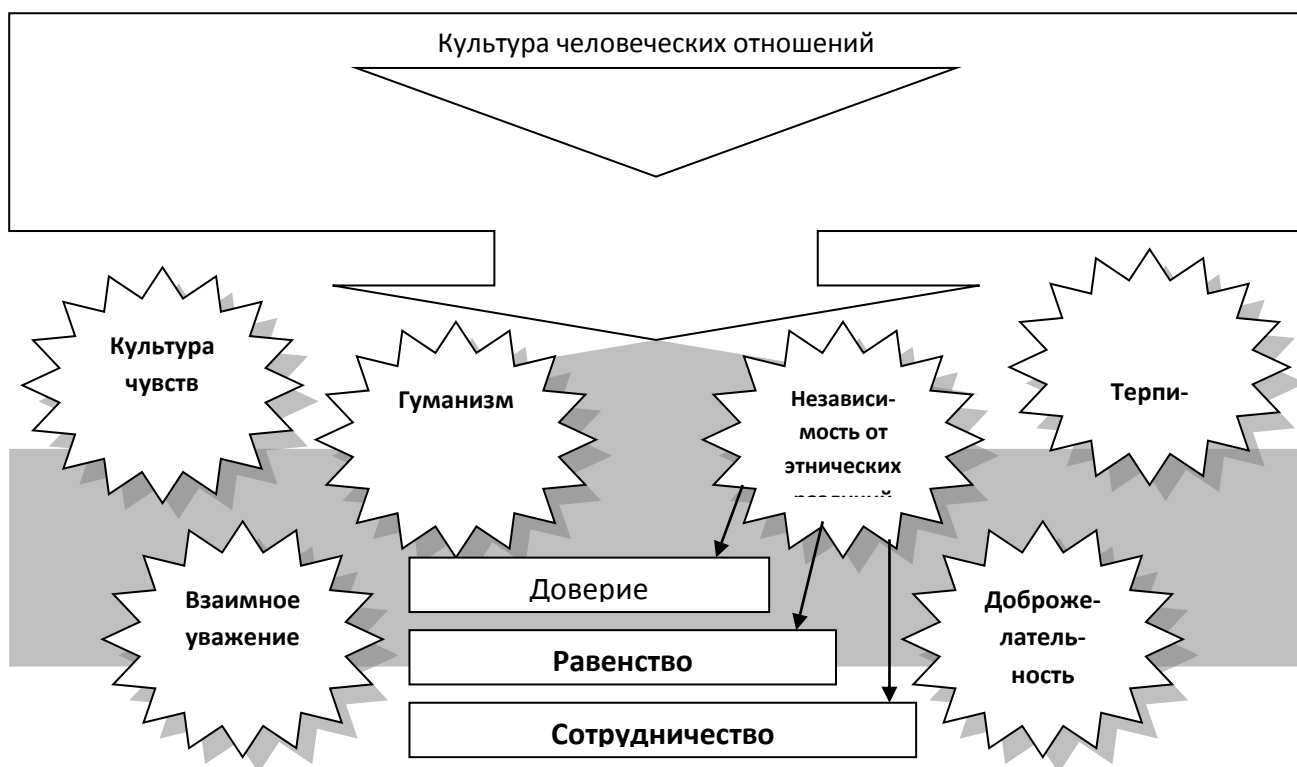 Культура человеческих отношений
Культура
чувств
Гуманизм
Независи-
мость от
этнических
Терпи-
Взаимное
уважение
Доверие
Равенство
Сотрудничество
Доброже-
латель-
ность